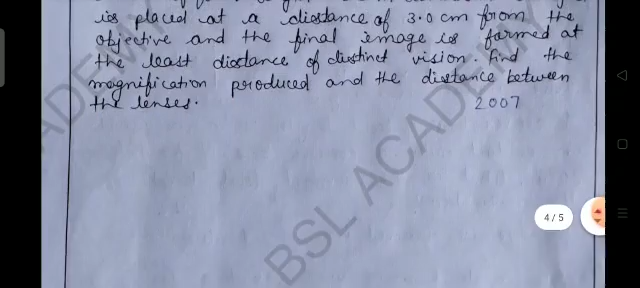 is placed at a distance of 3.0 cm from the
objective and the final image is formed at
the least distance of distinct vision. Find the
magnification produced and the distance between
the lenses. 2007
BSL ACADEMY
4/5